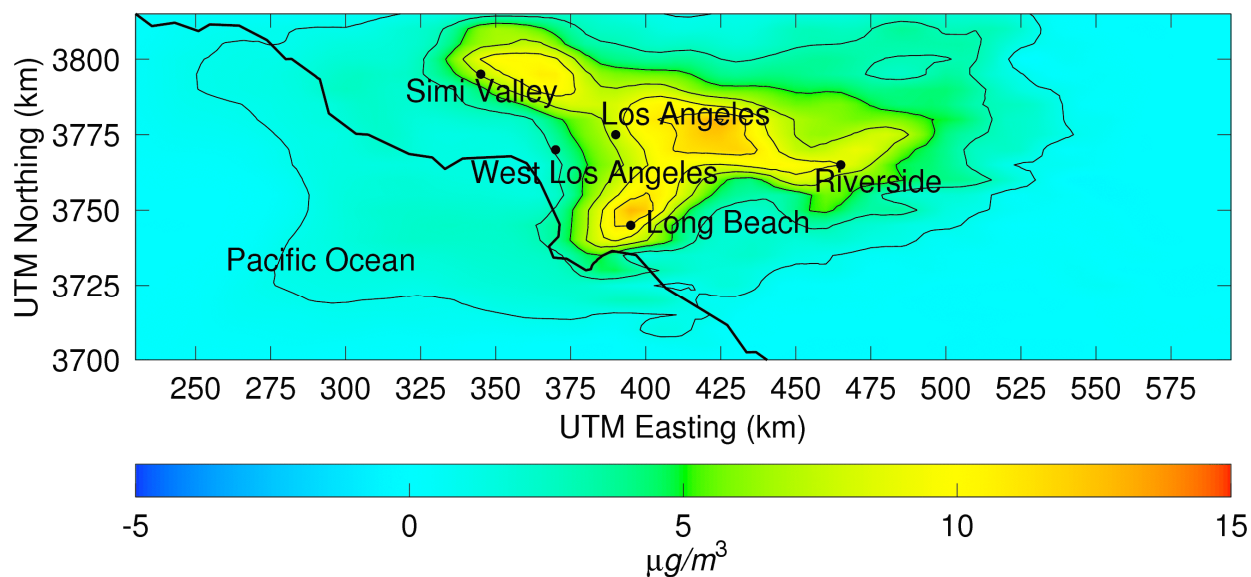 UTM Northing (km)
3800
3775
3750
3725
3700
Simi Valley
Los Angeles
West Los Angeles
Riverside
Long Beach
Pacific Ocean
250 275 300 325 350 375 400 425 450 475 500 525 550 575
UTM Easting (km)
-5 0 5 10 15
μg/m³